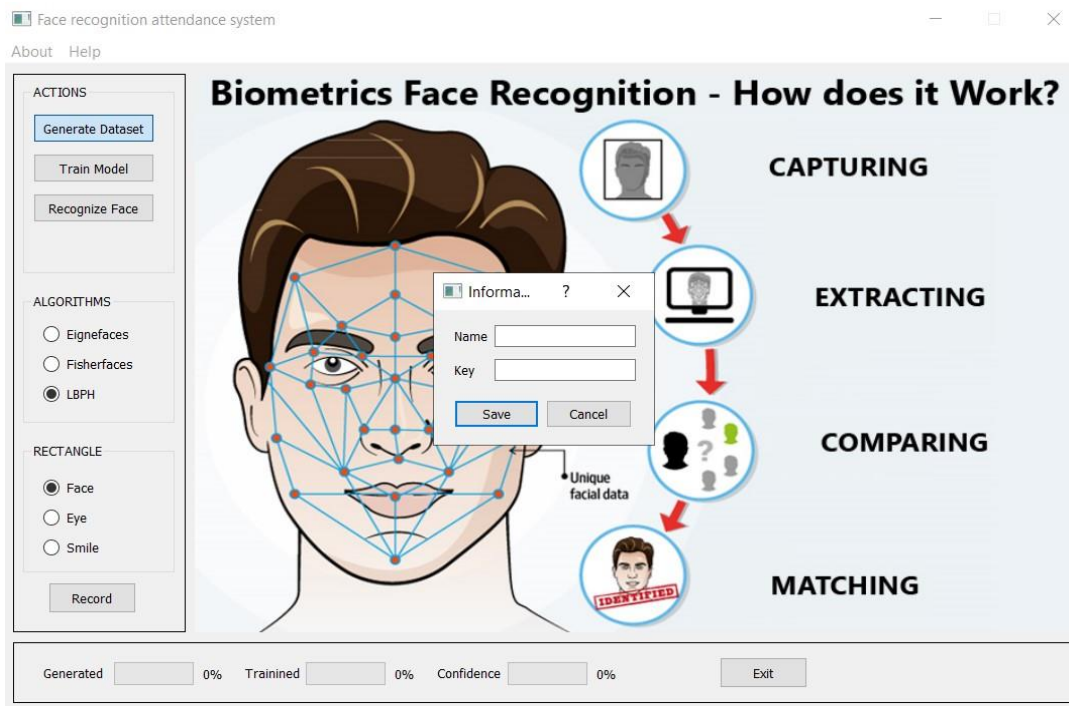 Face recognition attendance system
About Help
ACTIONS
Generate Dataset
Train Model
Recognize Face
ALGORITHMS
Eignefaces
Fisherfaces
LBPH
RECTANGLE
Face
Eye
Smile
Record
Biometrics Face Recognition - How does it Work?
CAPTURING
EXTRACTING
COMPARING
?
MATCHING
IDENTIFIED
Unique
facial data
Informa... ?
Name
Key
Save Cancel
Generated 0% Trainined 0% Confidence 0% Exit